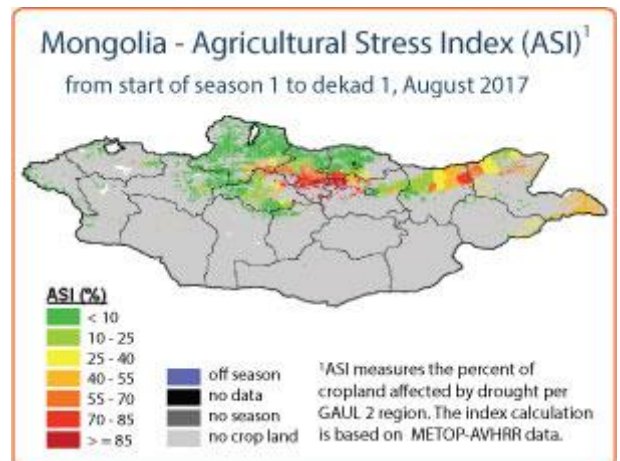 Mongolia - Agricultural Stress Index (ASI)¹
from start of season 1 to dekad 1, August 2017
ASI (%)
< 10
10 - 25
25 - 40
40 - 55
55 - 70
70 - 85
> = 85
off season
no data
no season
no crop land
¹ASI measures the percent of
cropland affected by drought per
GAUL 2 region. The index calculation
is based on METOP-AVHRR data.